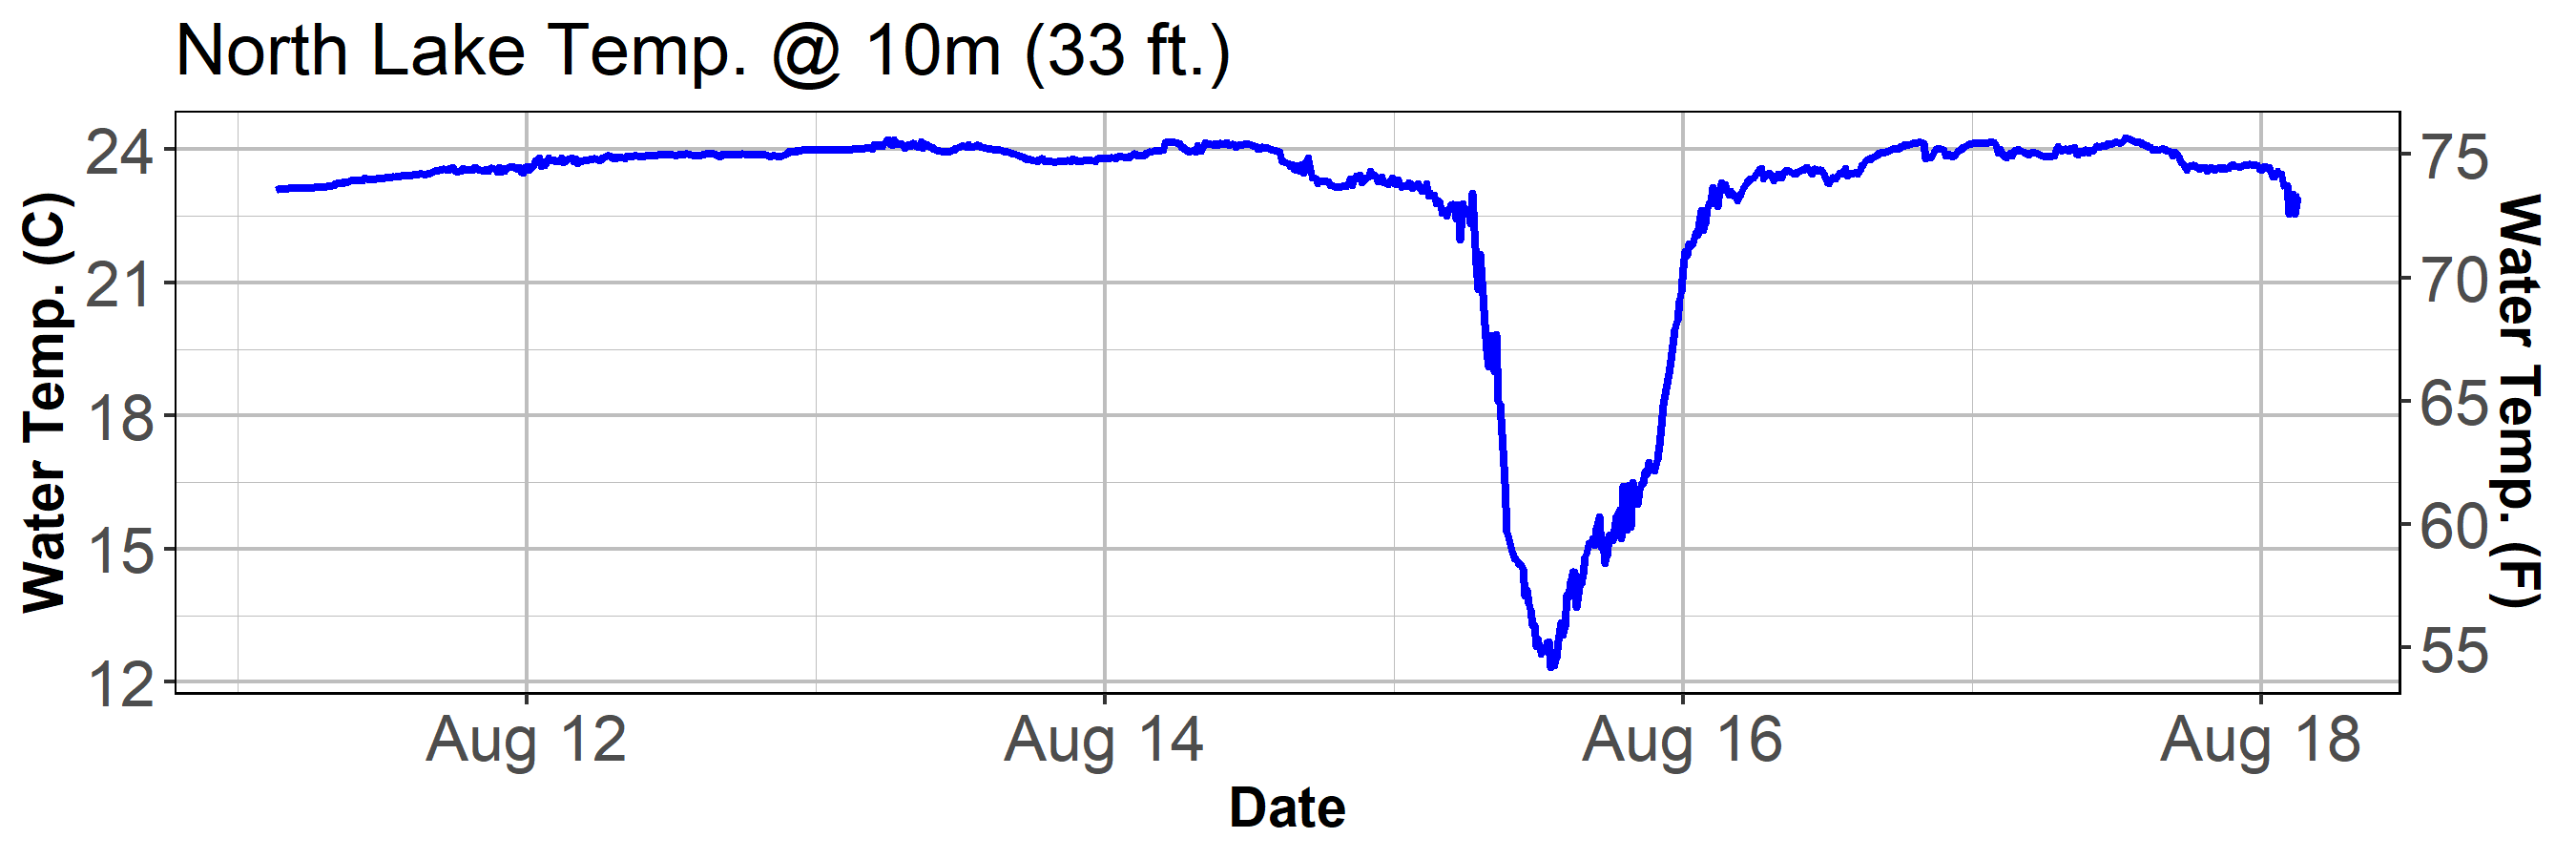 North Lake Temp. @ 10m (33 ft.)
Water Temp. (C)
24
21
18
15
12
75
70
65
60
55
Water Temp. (F)
Aug 12 Aug 14 Aug 16 Aug 18
Date